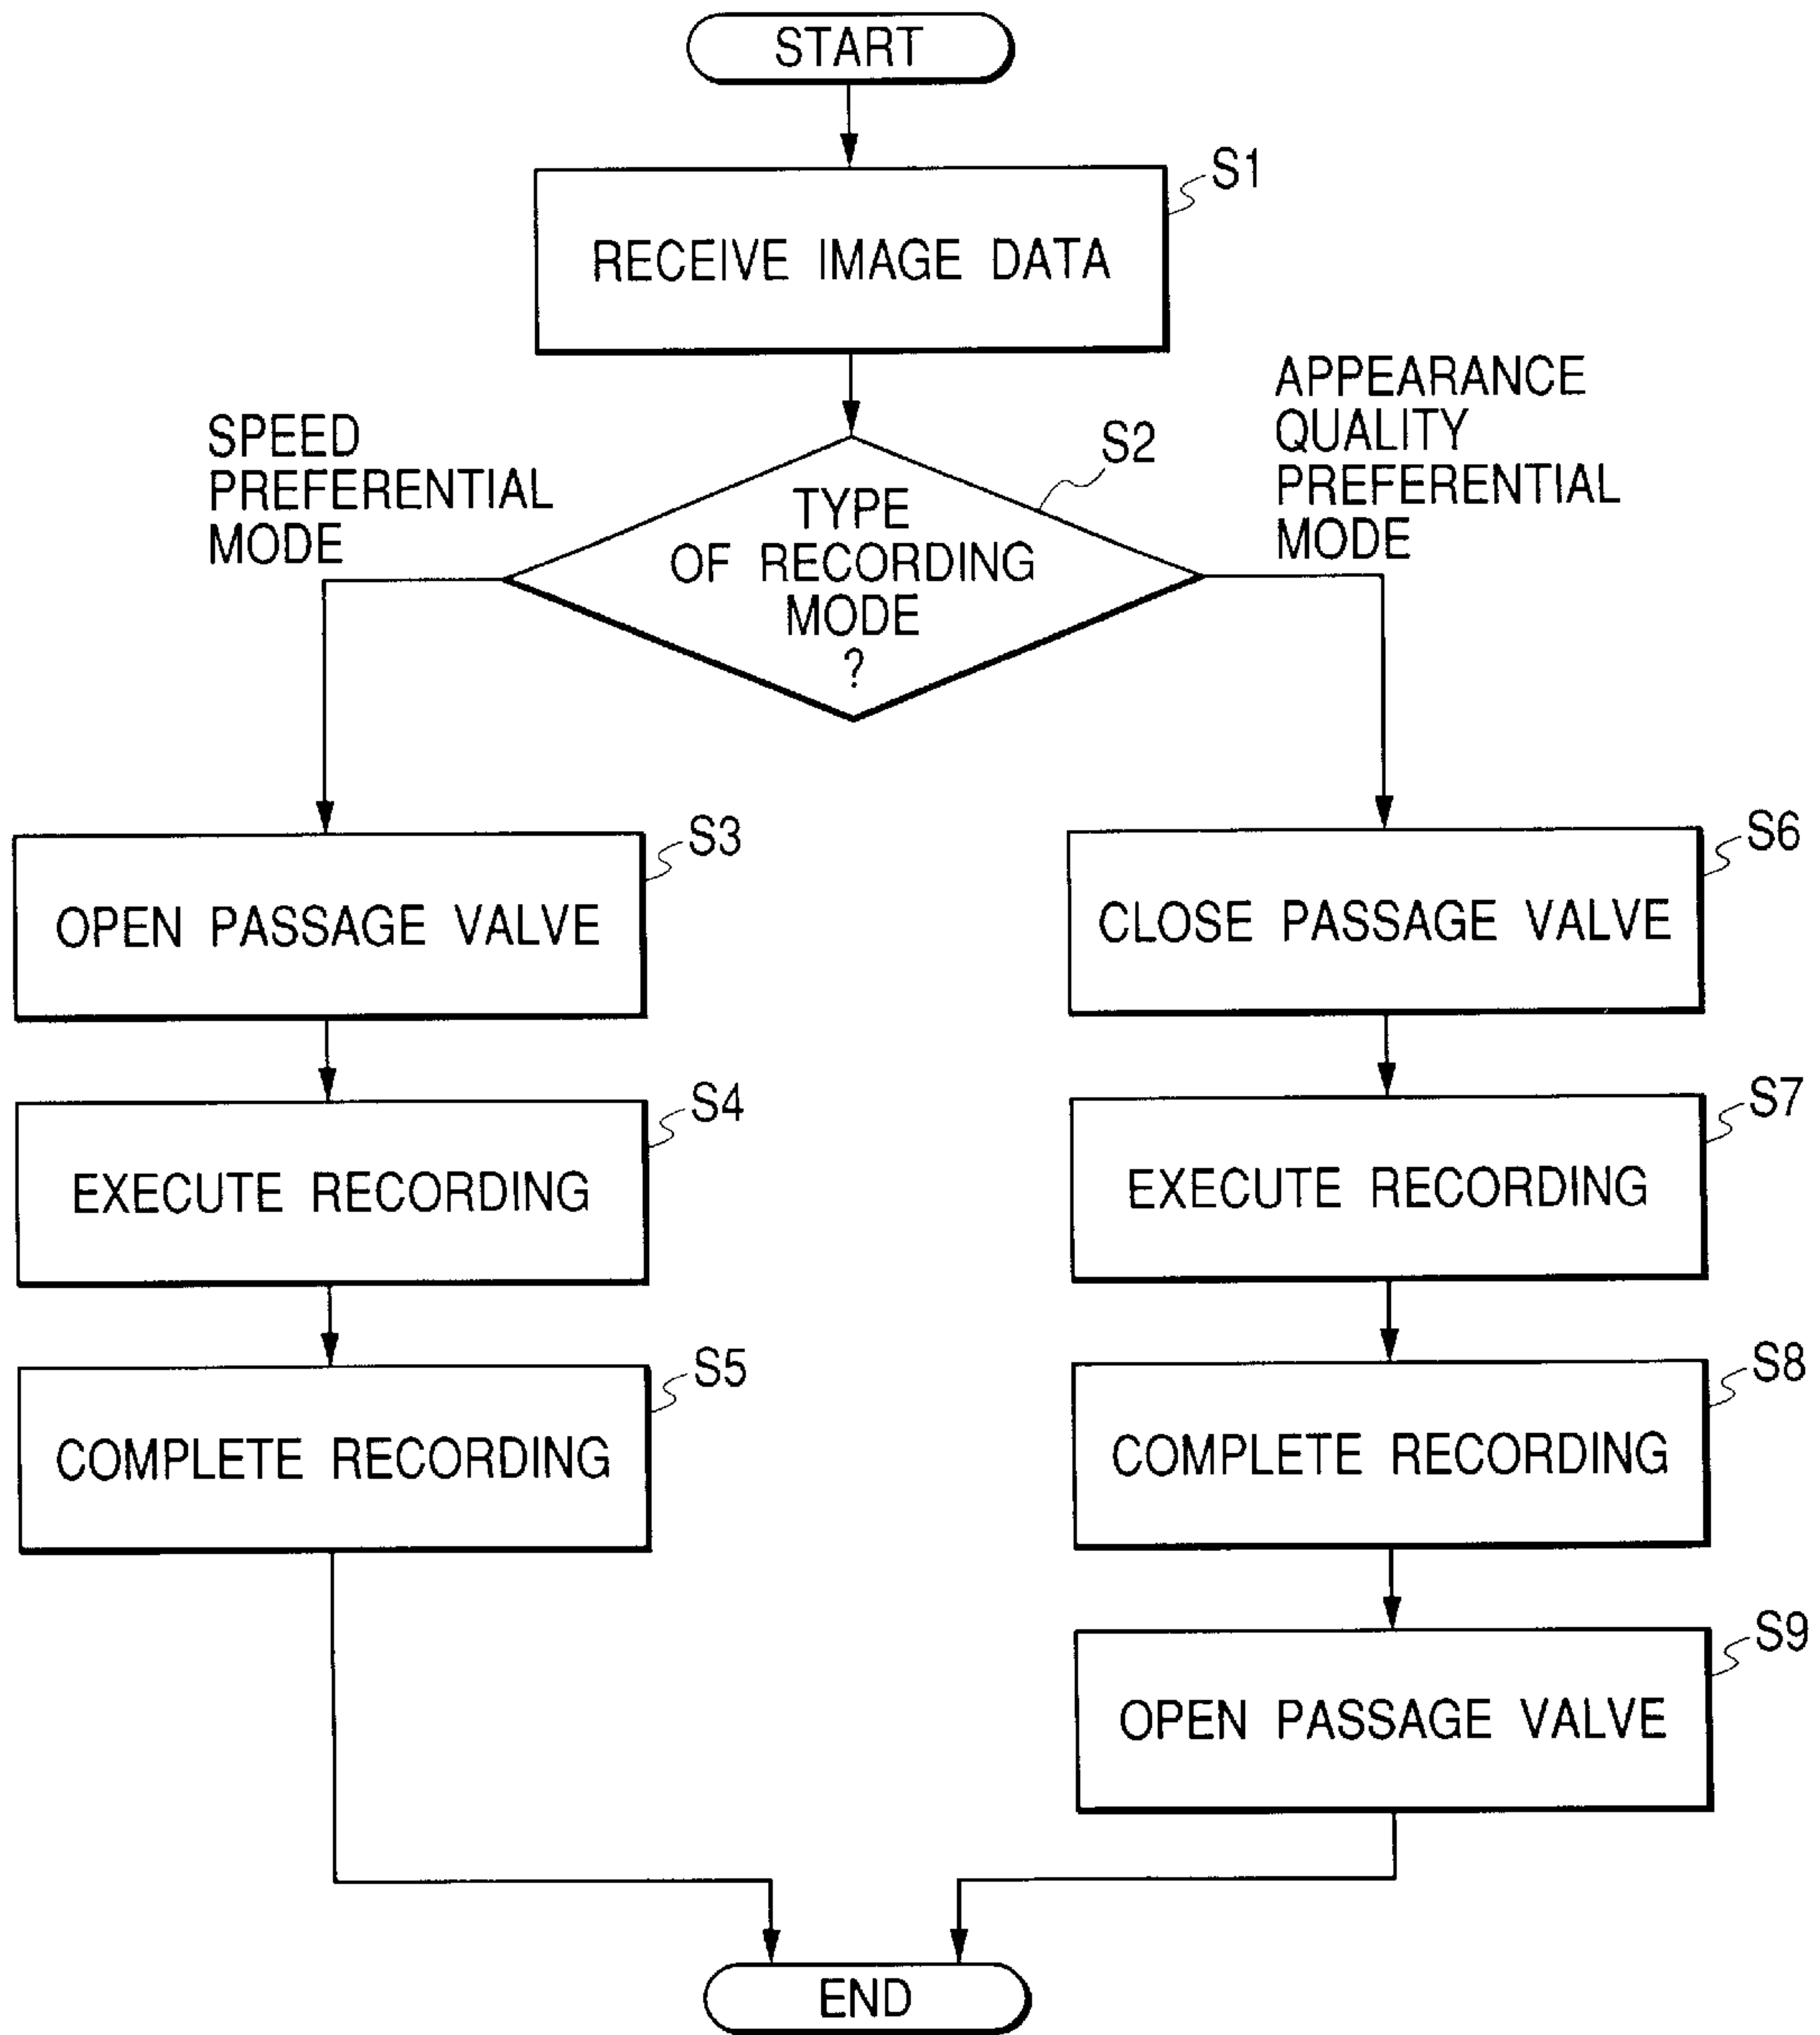 START
S1
RECEIVE IMAGE DATA
SPEED
PREFERENTIAL
MODE
S2
TYPE
OF RECORDING
MODE
?
APPEARANCE
QUALITY
PREFERENTIAL
MODE
S3
OPEN PASSAGE VALVE
S4
EXECUTE RECORDING
S5
COMPLETE RECORDING
S6
CLOSE PASSAGE VALVE
S7
EXECUTE RECORDING
S8
COMPLETE RECORDING
S9
OPEN PASSAGE VALVE
END